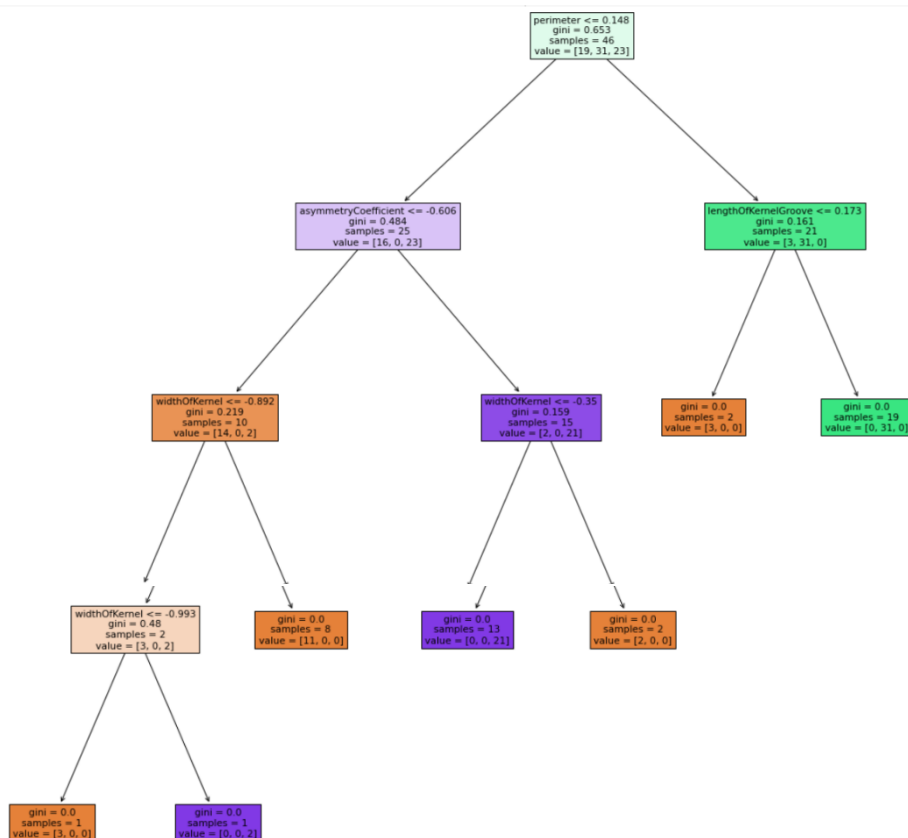 perimeter <= 0.148
gini = 0.653
samples = 46
value = [19, 31, 23]
asymmetryCoefficient <= -0.606
gini = 0.484
samples = 25
value = [16, 0, 23]
lengthOfKernelGroove <= 0.173
gini = 0.161
samples = 21
value = [3, 31, 0]
widthOfKernel <= -0.892
gini = 0.219
samples = 10
value = [14, 0, 2]
widthOfKernel <= -0.35
gini = 0.159
samples = 15
value = [2, 0, 21]
gini = 0.0
samples = 2
value = [3, 0, 0]
gini = 0.0
samples = 19
value = [0, 31, 0]
widthOfKernel <= -0.993
gini = 0.48
samples = 2
value = [3, 0, 2]
gini = 0.0
samples = 8
value = [11, 0, 0]
gini = 0.0
samples = 13
value = [0, 0, 21]
gini = 0.0
samples = 2
value = [2, 0, 0]
gini = 0.0
samples = 1
value = [3, 0, 0]
gini = 0.0
samples = 1
value = [0, 0, 2]